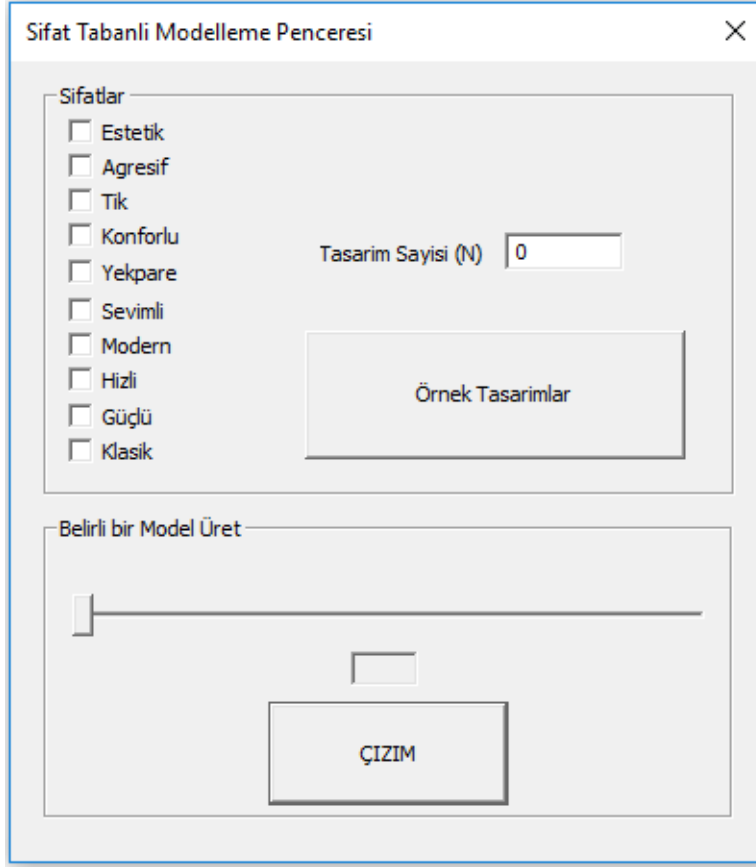 Sifat Tabanli Modelleme Penceresi
Sifatlar
Estetik
Agresif
Tik
Konforlu
Yekpare
Sevimli
Modern
Hizli
Güçlü
Klasik
Tasarim Sayisi (N) 0
Örnek Tasarimlar
Belirli bir Model Üret
ÇIZIM